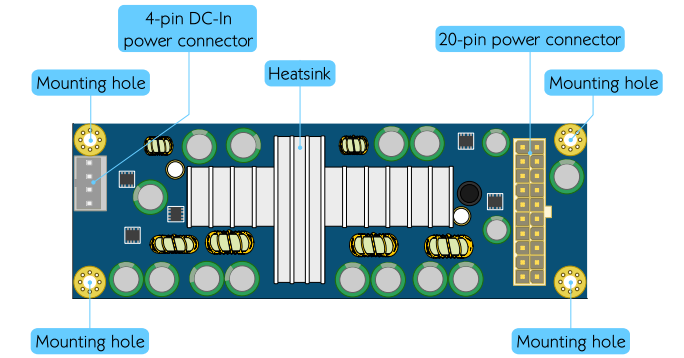 4-pin DC-In
power connector
20-pin power connector
Heatsink
Mounting hole
Mounting hole
Mounting hole
Mounting hole